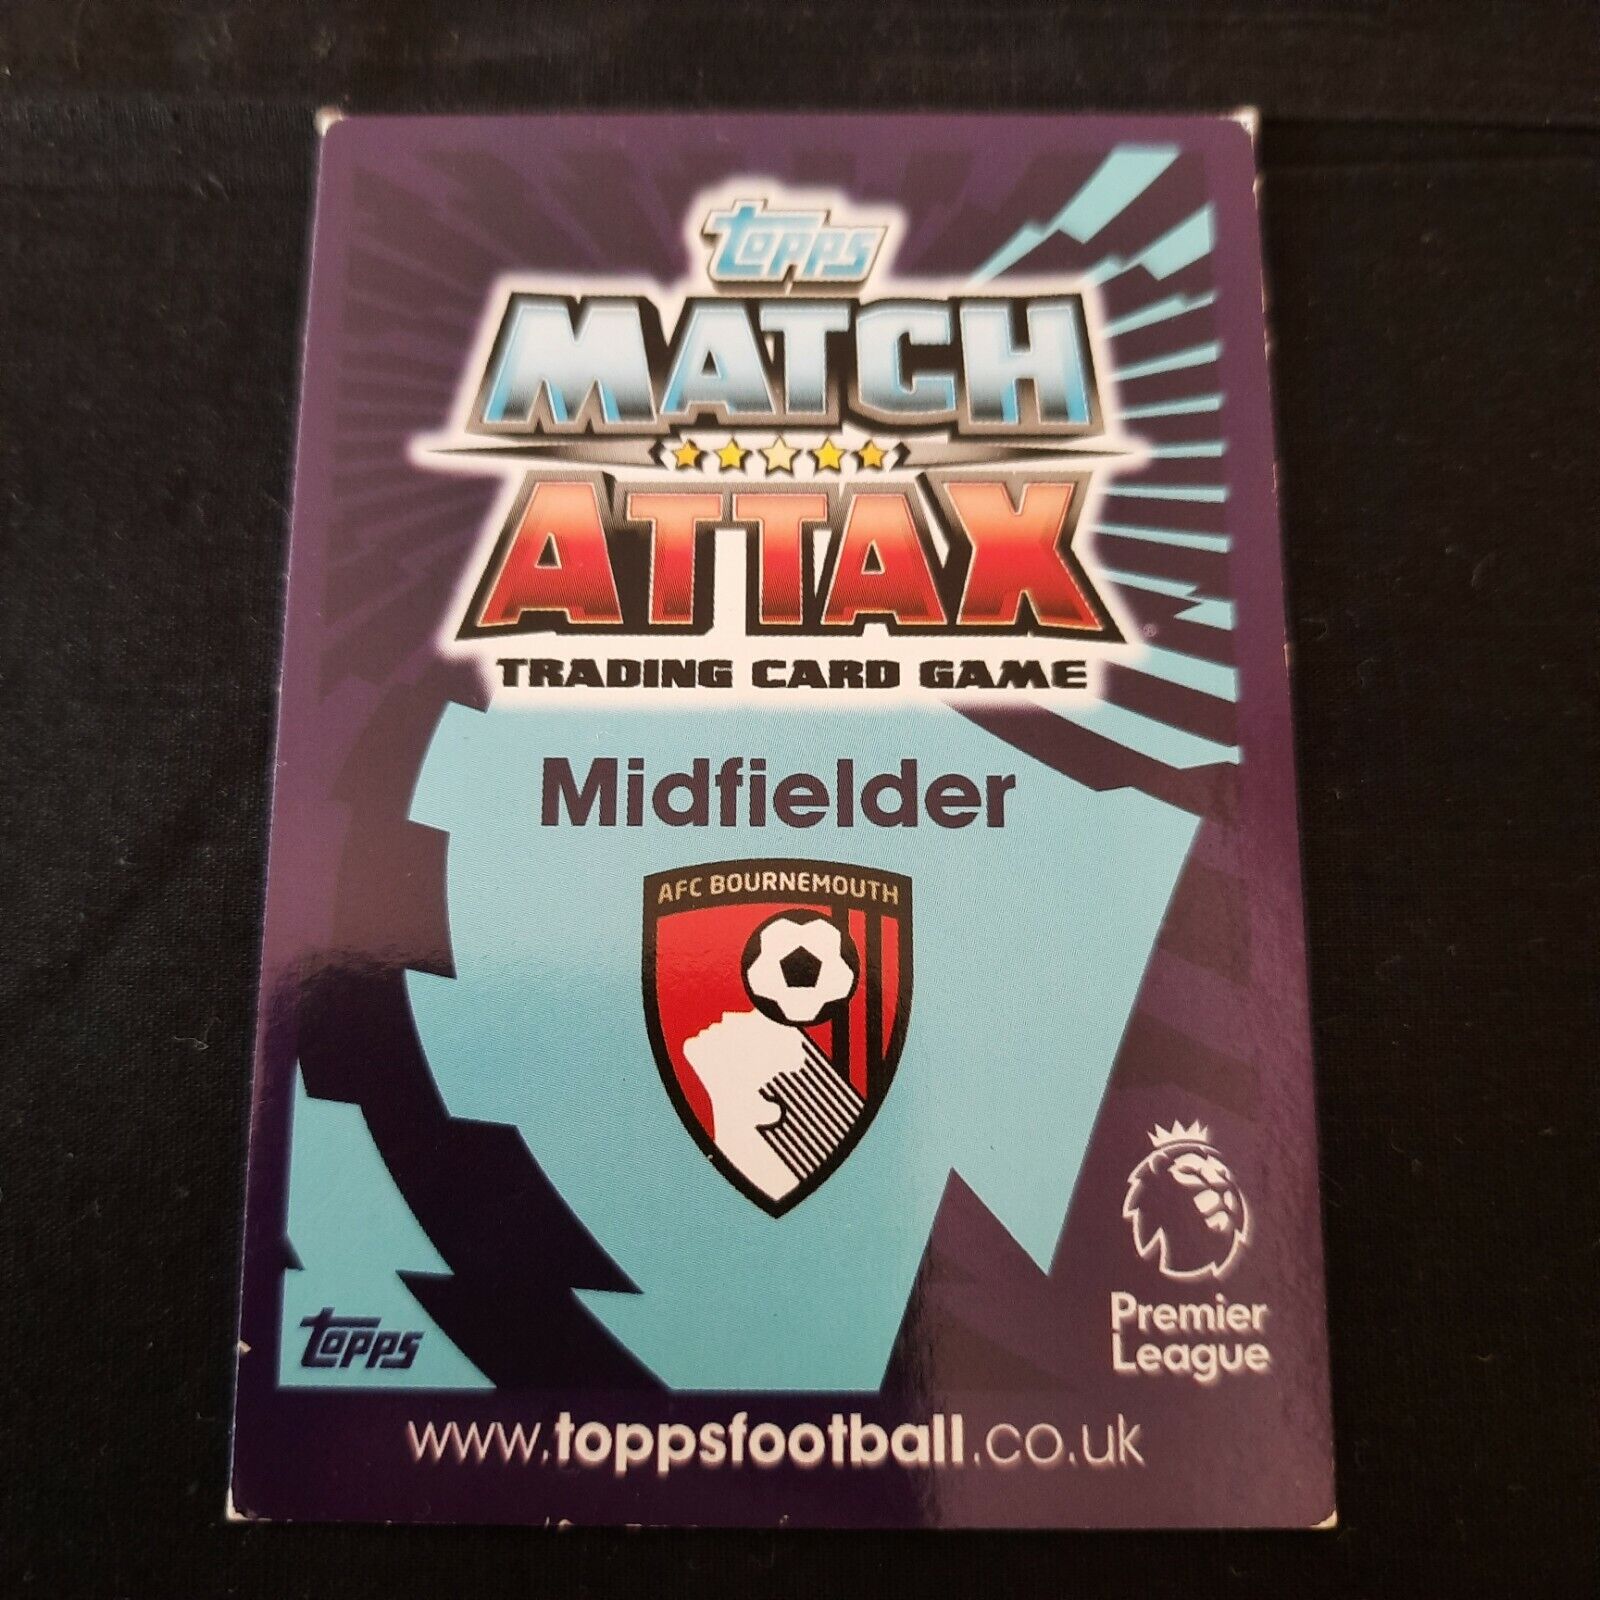 topps
MATCH
ATTAX
®
TRADING CARD GAME
Midfielder
AFC BOURNEMOUTH
Premier
League
topps
www.toppsfootball.co.uk